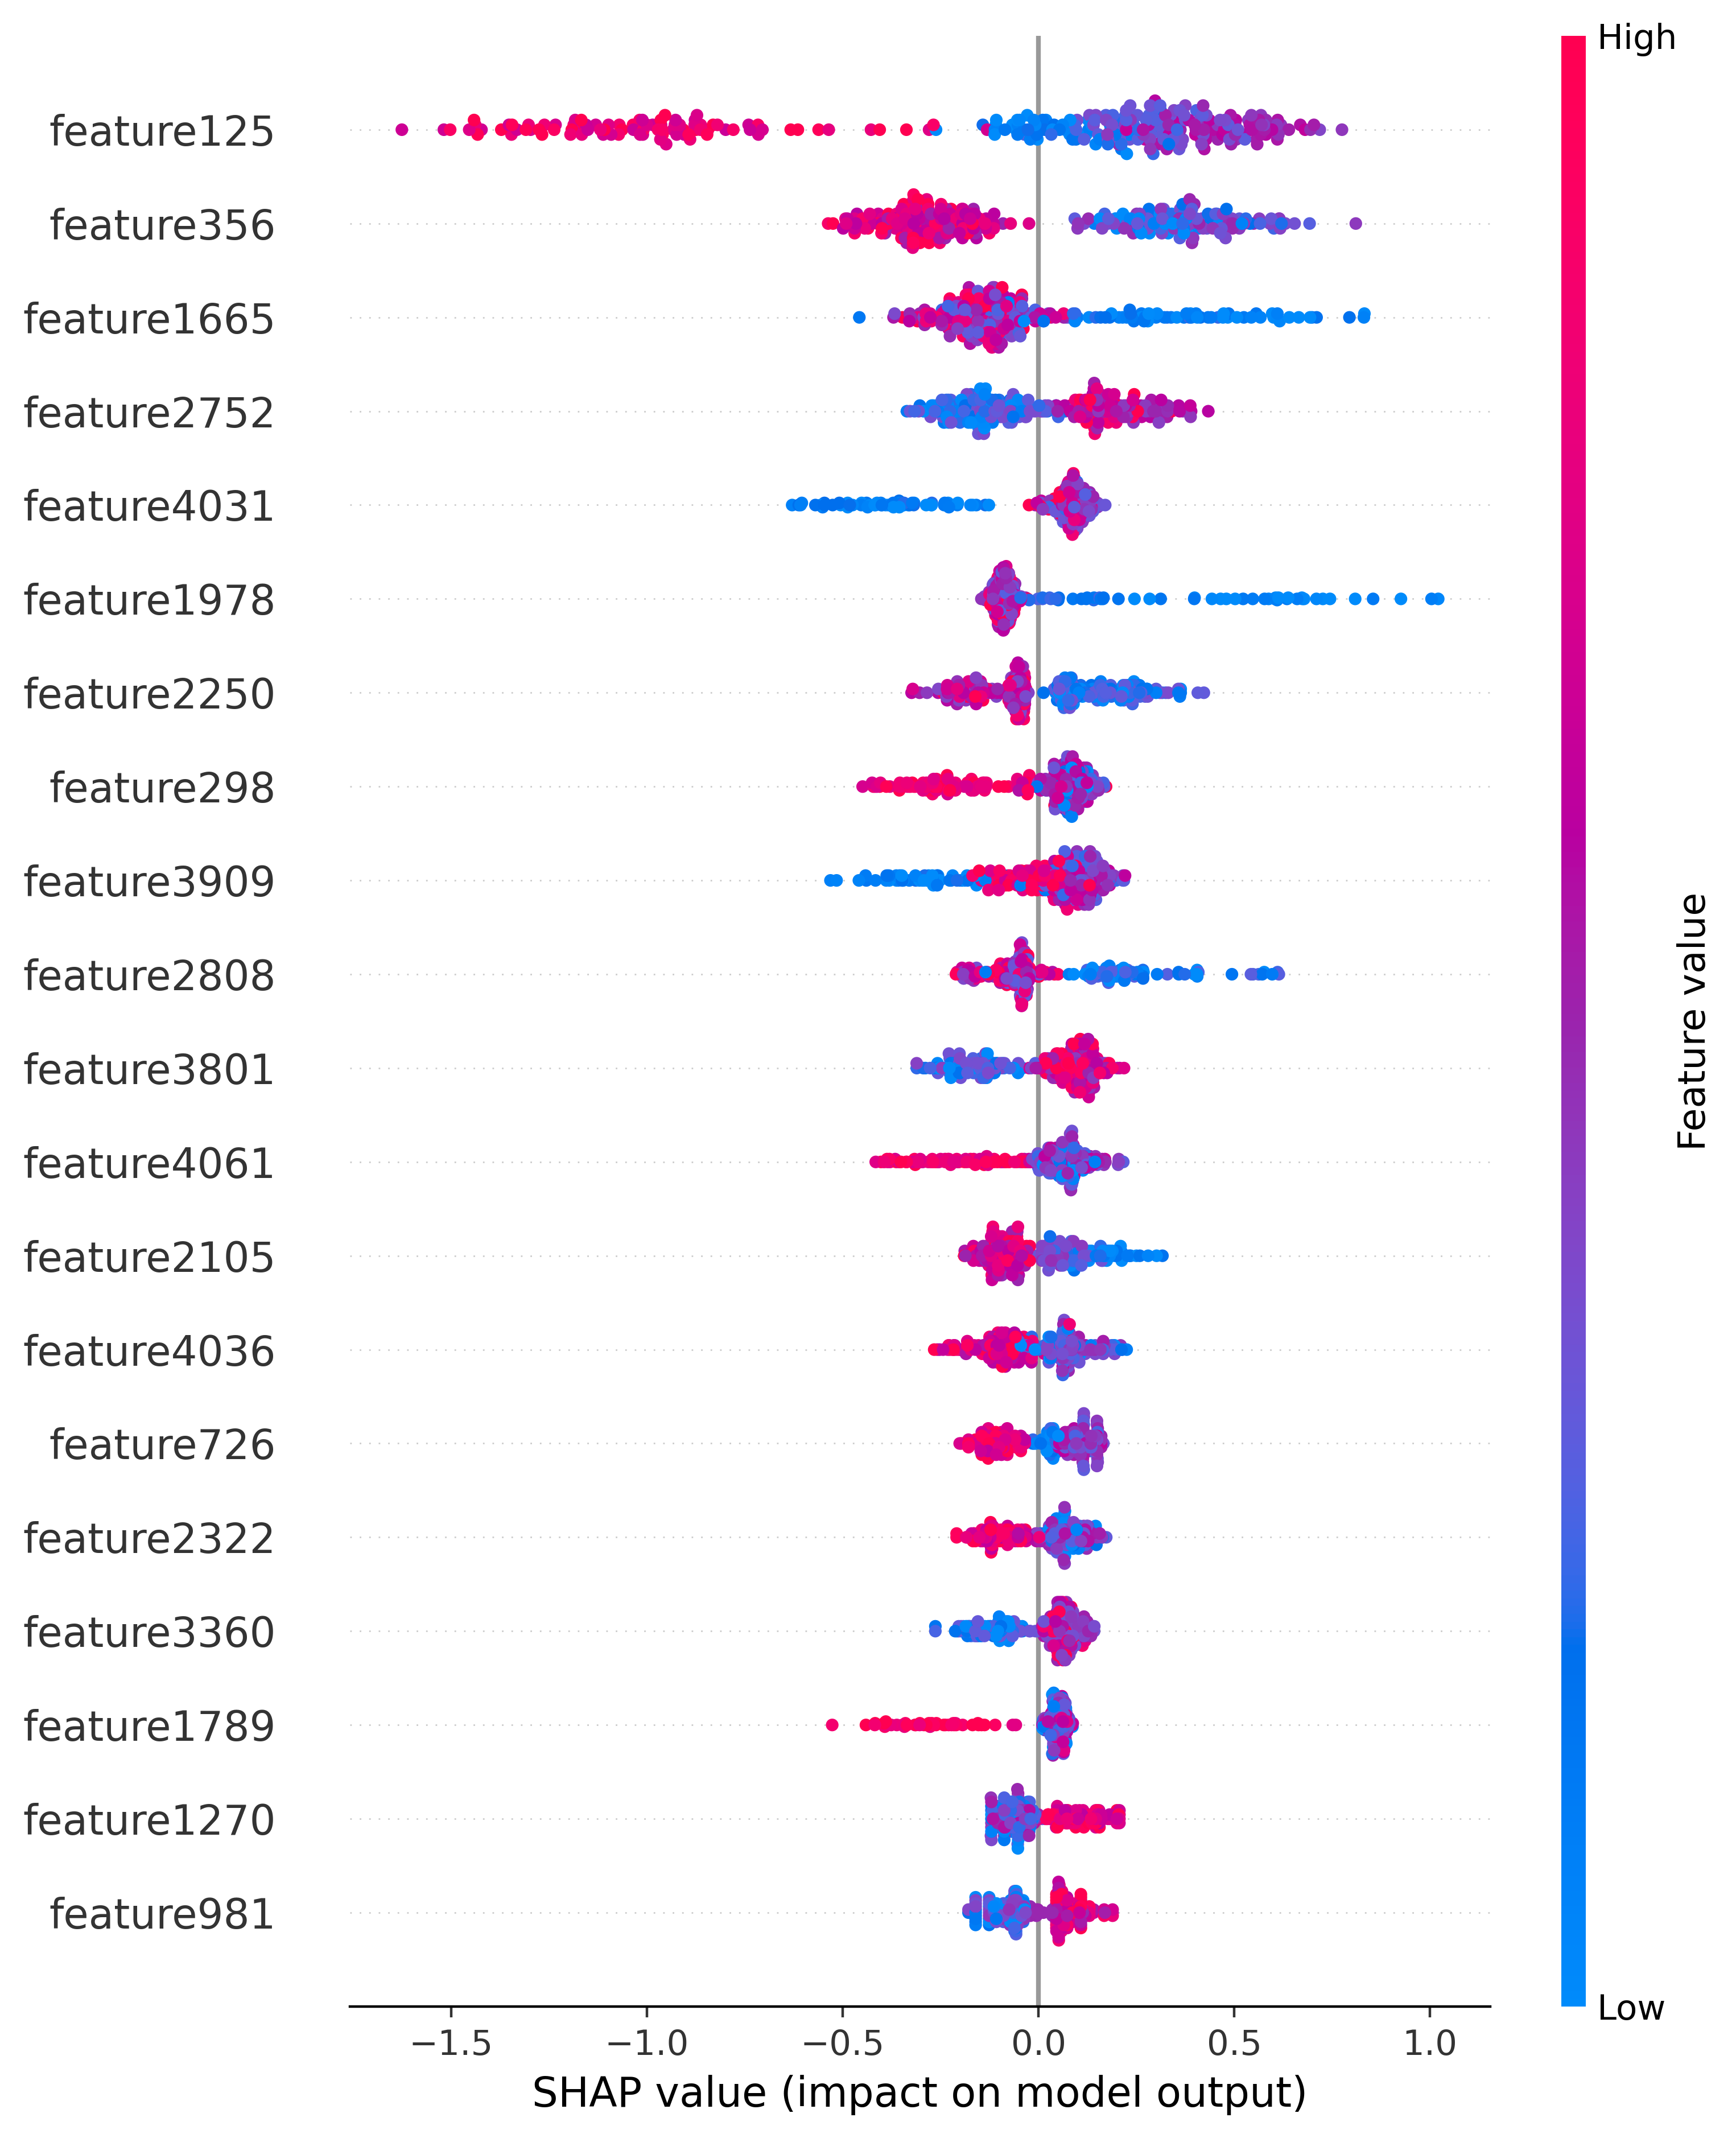 High
feature125
feature356
feature1665
feature2752
feature4031
feature1978
feature2250
feature298
feature3909
feature2808
feature3801
feature4061
feature2105
feature4036
feature726
feature2322
feature3360
feature1789
feature1270
feature981
Feature value
Low
−1.5 −1.0 −0.5 0.0 0.5 1.0
SHAP value (impact on model output)